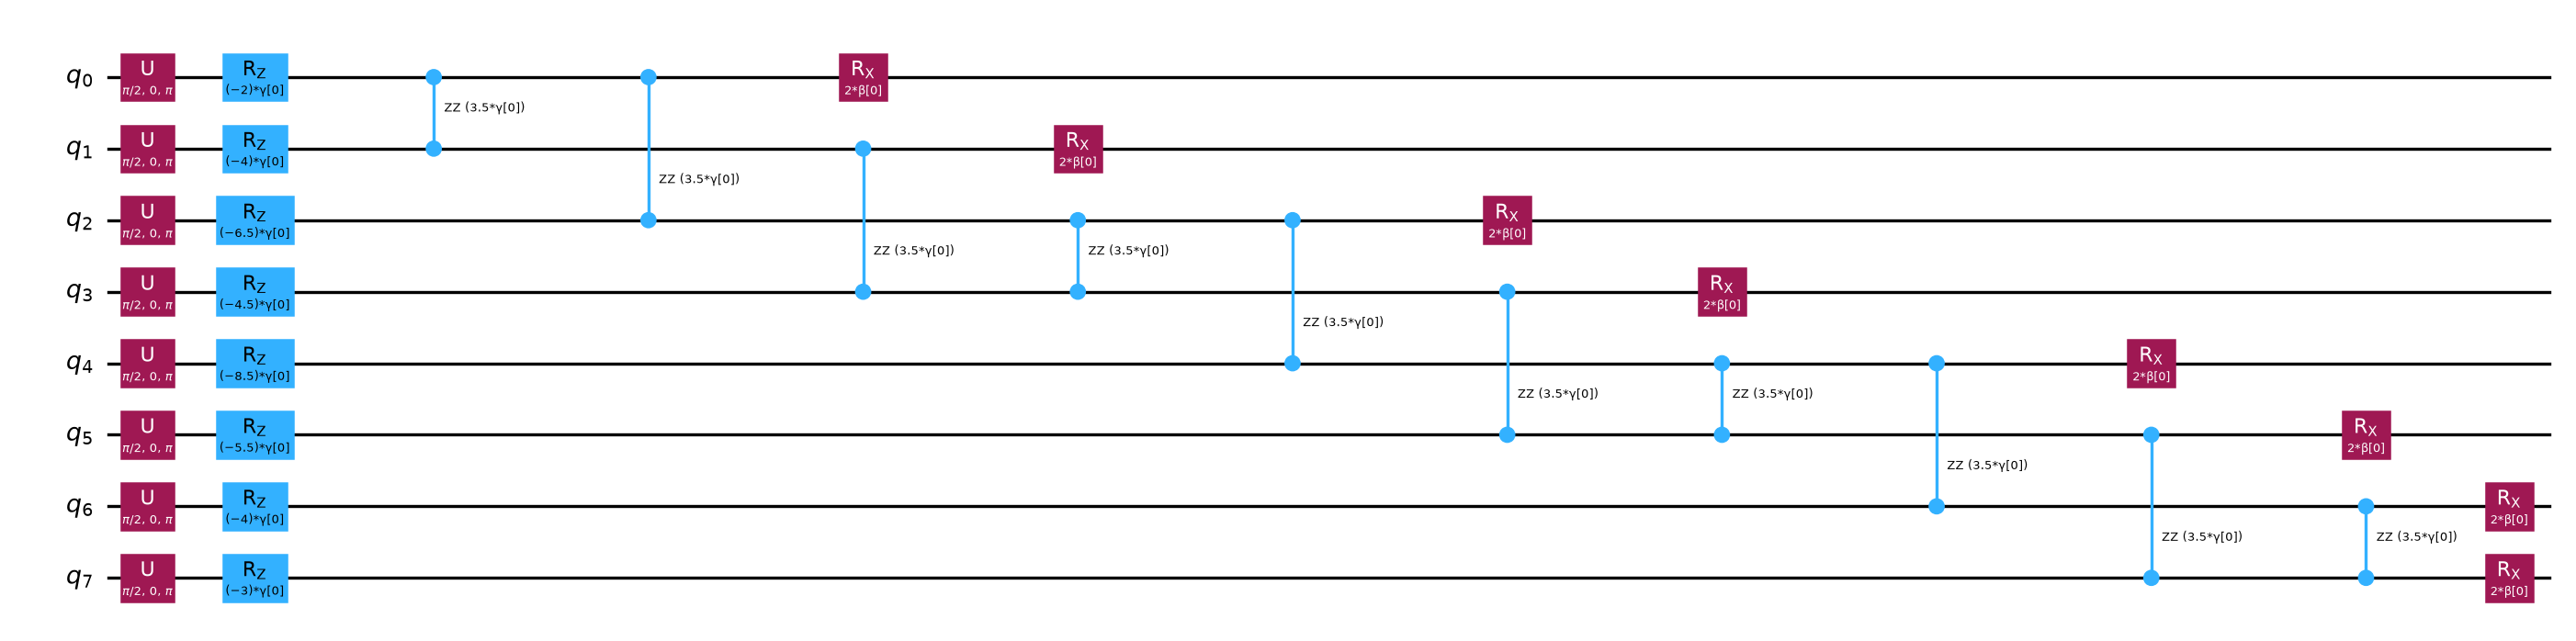 q0 U π/2, 0, π RZ (−2)*γ[0] RX 2*β[0]
ZZ (3.5*γ[0])
q1 U π/2, 0, π RZ (−4)*γ[0] RX 2*β[0]
ZZ (3.5*γ[0])
q2 U π/2, 0, π RZ (−6.5)*γ[0] RX 2*β[0]
ZZ (3.5*γ[0]) ZZ (3.5*γ[0])
q3 U π/2, 0, π RZ (−4.5)*γ[0] RX 2*β[0]
ZZ (3.5*γ[0])
q4 U π/2, 0, π RZ (−8.5)*γ[0] RX 2*β[0]
ZZ (3.5*γ[0]) ZZ (3.5*γ[0])
q5 U π/2, 0, π RZ (−5.5)*γ[0] RX 2*β[0]
ZZ (3.5*γ[0])
q6 U π/2, 0, π RZ (−4)*γ[0] RX 2*β[0]
ZZ (3.5*γ[0]) ZZ (3.5*γ[0])
q7 U π/2, 0, π RZ (−3)*γ[0] RX 2*β[0]